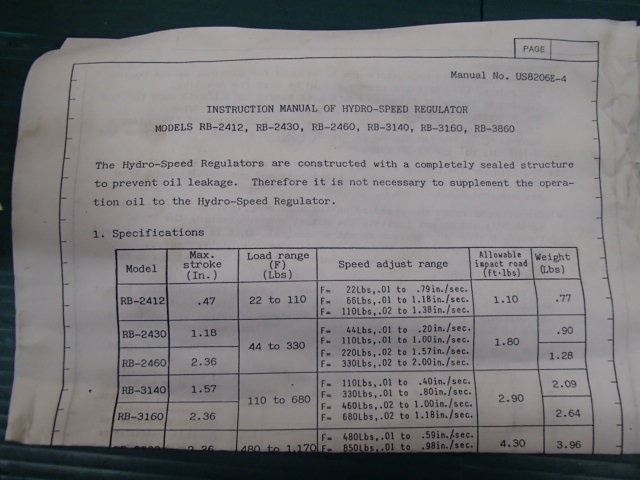 PAGE
Manual No. US8206E-4
INSTRUCTION MANUAL OF HYDRO-SPEED REGULATOR
MODELS RB-2412, RB-2430, RB-2460, RB-3140, RB-3160, RB-3860
The Hydro-Speed Regulators are constructed with a completely sealed structure
to prevent oil leakage. Therefore it is not necessary to supplement the opera-
tion oil to the Hydro-Speed Regulator.
1. Specifications
Model Max. stroke (In.) Load range (F) (Lbs) Speed adjust range Allowable impact road (ft·lbs) Weight (Lbs)
RB-2412 .47 22 to 110 F= 22Lbs,.01 to .79in./sec. 1.10 .77
F= 66Lbs,.01 to 1.18in./sec.
F= 110Lbs,.02 to 1.38in./sec.
RB-2430 1.18 44 to 330 F= 44Lbs,.01 to .20in./sec. 1.80 .90
F= 110Lbs,.01 to 1.00in./sec.
RB-2460 2.36 F= 220Lbs,.02 to 1.57in./sec. 1.28
F= 330Lbs,.02 to 2.00in./sec.
RB-3140 1.57 110 to 680 F= 110Lbs,.01 to .40in./sec. 2.90 2.09
F= 330Lbs,.01 to .80in./sec.
RB-3160 2.36 F= 460Lbs,.02 to 1.00in./sec. 2.64
F= 680Lbs,.02 to 1.18in./sec.
2.36 480 to 1.170 F= 480Lbs,.01 to .59in./sec. 4.30 3.96
F= 850Lbs,.01 to .98in./sec.